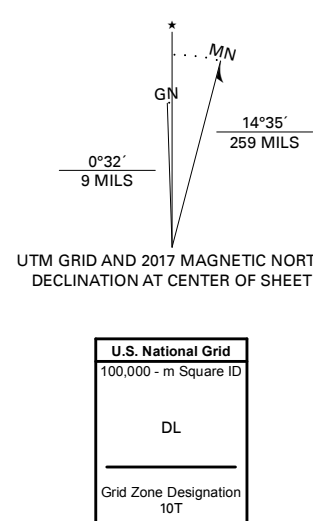 ★
MN
GN
14°35´
259 MILS
0°32´
9 MILS
UTM GRID AND 2017 MAGNETIC NORT
DECLINATION AT CENTER OF SHEET
U.S. National Grid
100,000 - m Square ID
DL
Grid Zone Designation
10T